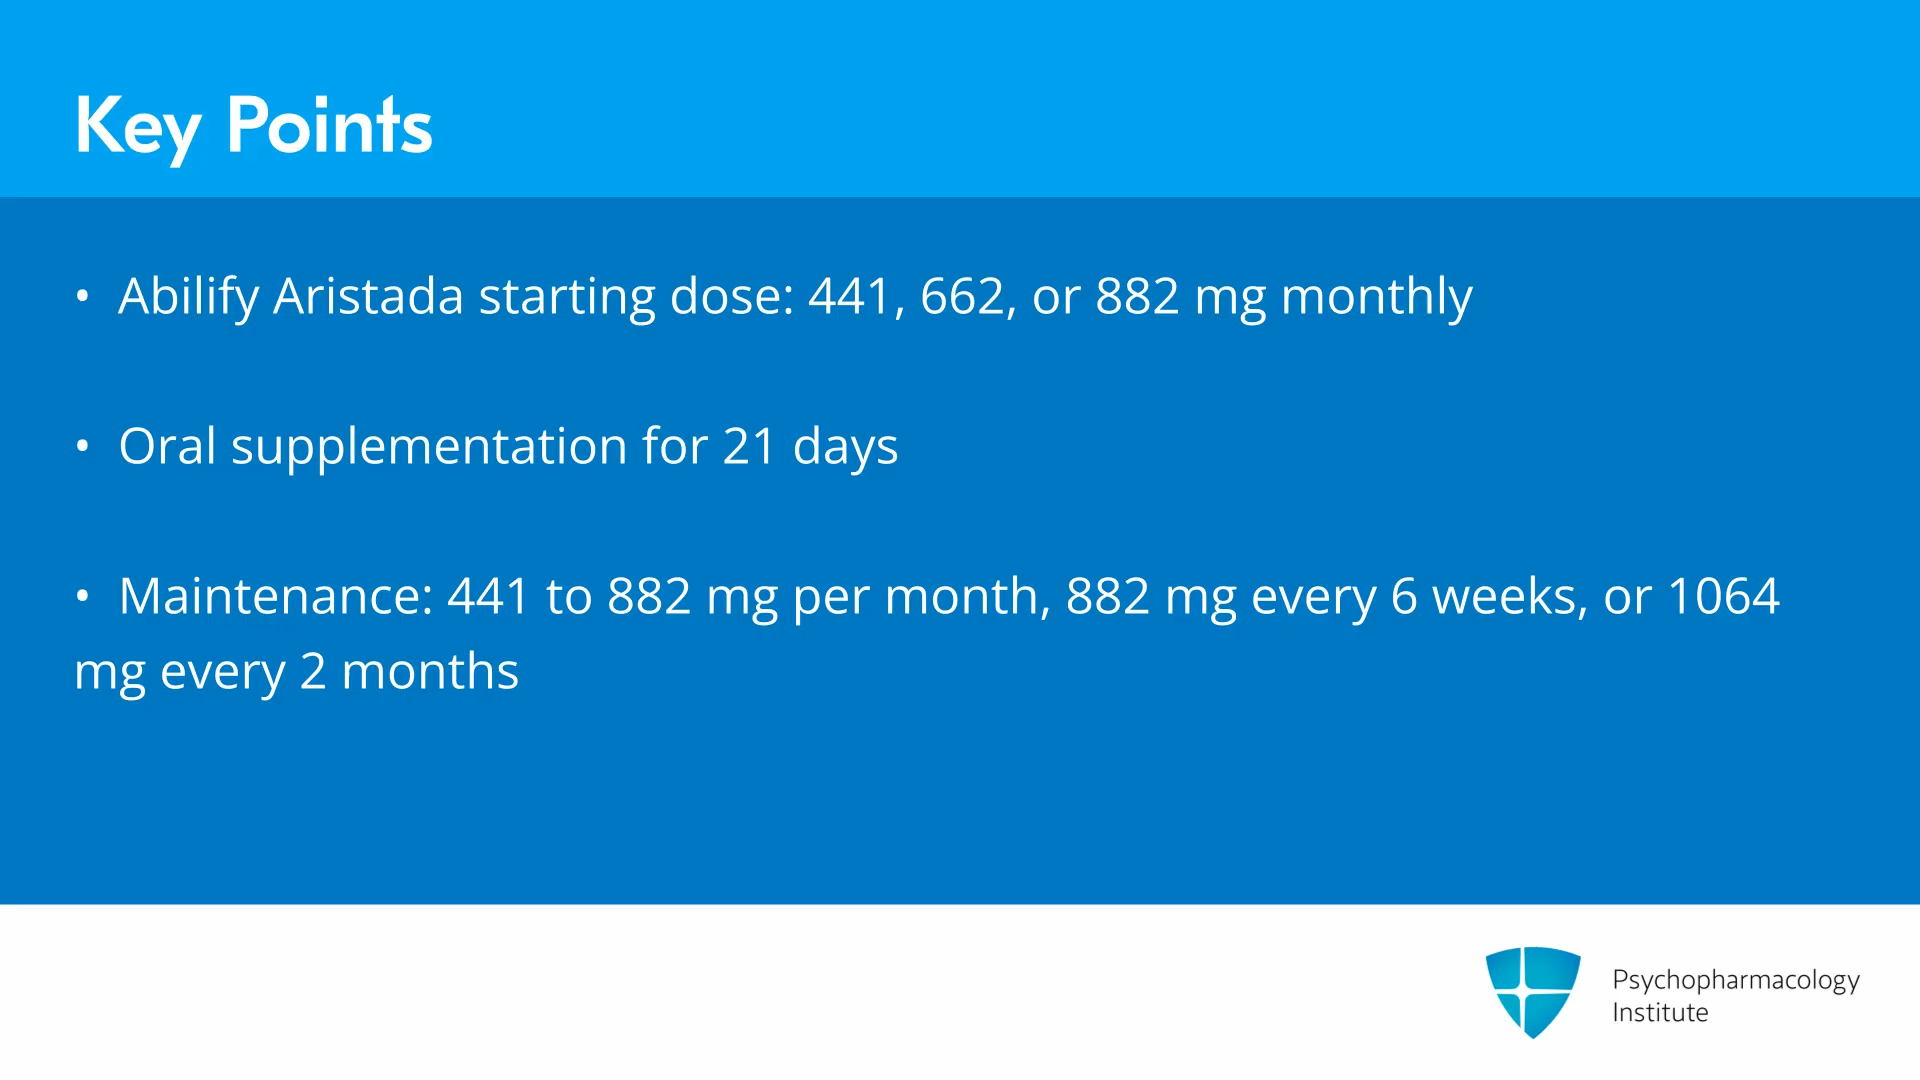 Key Points
• Abilify Aristada starting dose: 441, 662, or 882 mg monthly
• Oral supplementation for 21 days
• Maintenance: 441 to 882 mg per month, 882 mg every 6 weeks, or 1064
mg every 2 months
Psychopharmacology
Institute